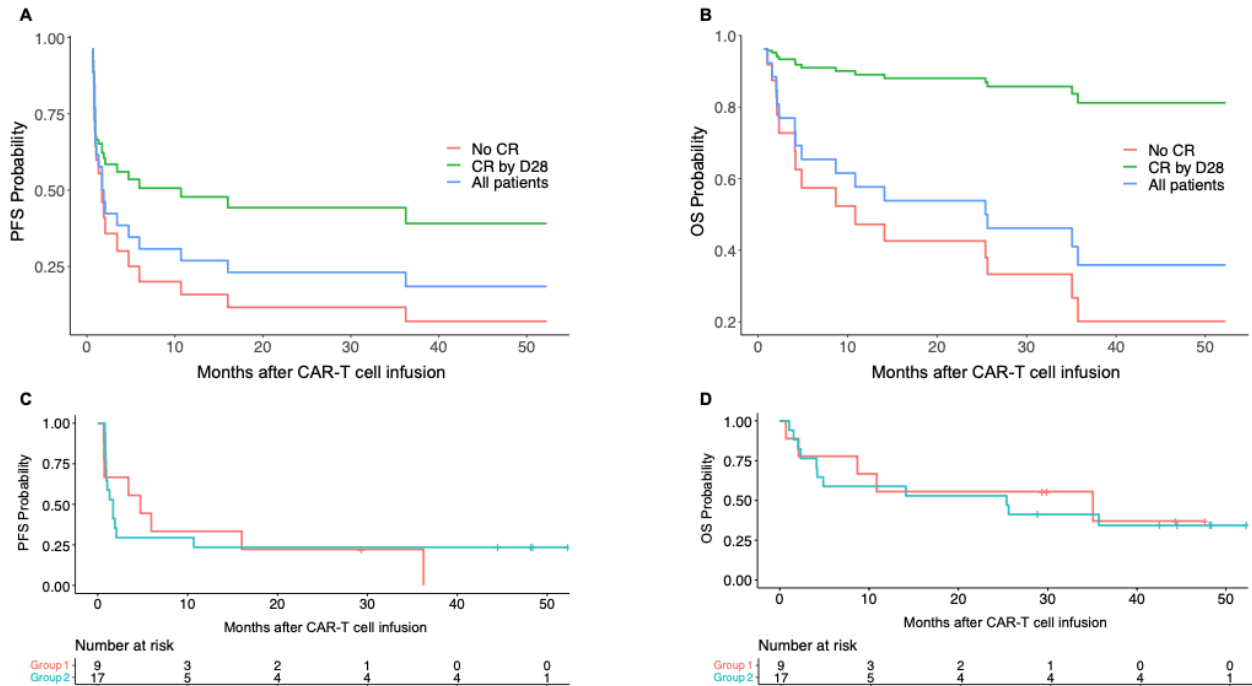 A
1.00
0.75
0.50
0.25
PFS Probability
No CR
CR by D28
All patients
0 10 20 30 40 50
Months after CAR-T cell infusion
B
1.0
0.8
0.6
0.4
0.2
OS Probability
No CR
CR by D28
All patients
0 10 20 30 40 50
Months after CAR-T cell infusion
C
1.00
0.75
0.50
0.25
0.00
PFS Probability
0 10 20 30 40 50
Months after CAR-T cell infusion
Number at risk
Group 1 9 3 2 1 0 0
Group 2 17 5 4 4 4 1
D
1.00
0.75
0.50
0.25
0.00
OS Probability
0 10 20 30 40 50
Months after CAR-T cell infusion
Number at risk
Group 1 9 3 2 1 0 0
Group 2 17 5 4 4 4 1